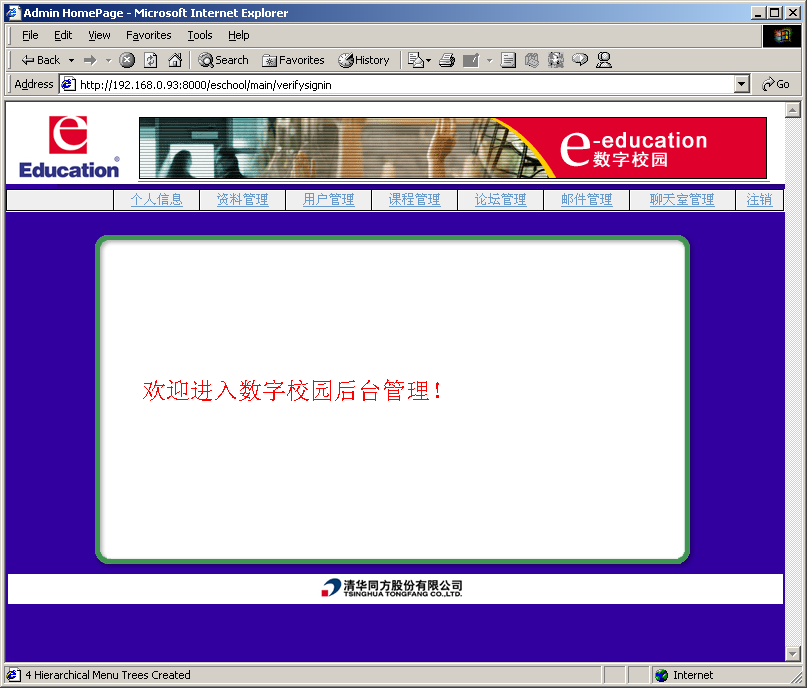 Admin HomePage - Microsoft Internet Explorer
File Edit View Favorites Tools Help
Back Search Favorites History
Address http://192.168.0.93:8000/eschool/main/verifysignin Go
e
Education®
e-education
数字校园
个人信息 资料管理 用户管理 课程管理 论坛管理 邮件管理 聊天室管理 注销
欢迎进入数字校园后台管理！
清华同方股份有限公司
TSINGHUA TONGFANG CO.,LTD.
4 Hierarchical Menu Trees Created Internet